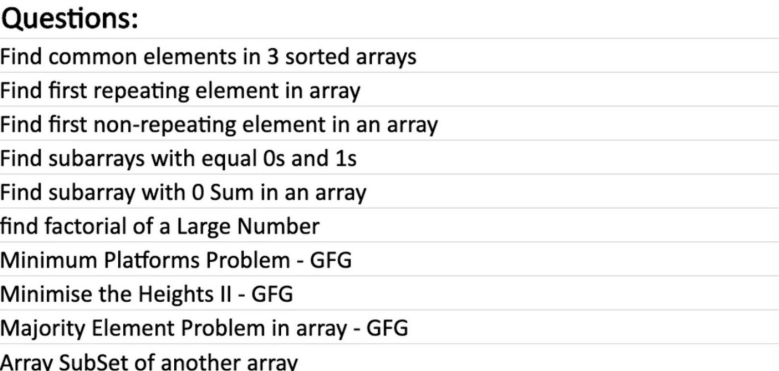 Questions:
Find common elements in 3 sorted arrays
Find first repeating element in array
Find first non-repeating element in an array
Find subarrays with equal 0s and 1s
Find subarray with 0 Sum in an array
find factorial of a Large Number
Minimum Platforms Problem - GFG
Minimise the Heights II - GFG
Majority Element Problem in array - GFG
Array SubSet of another array